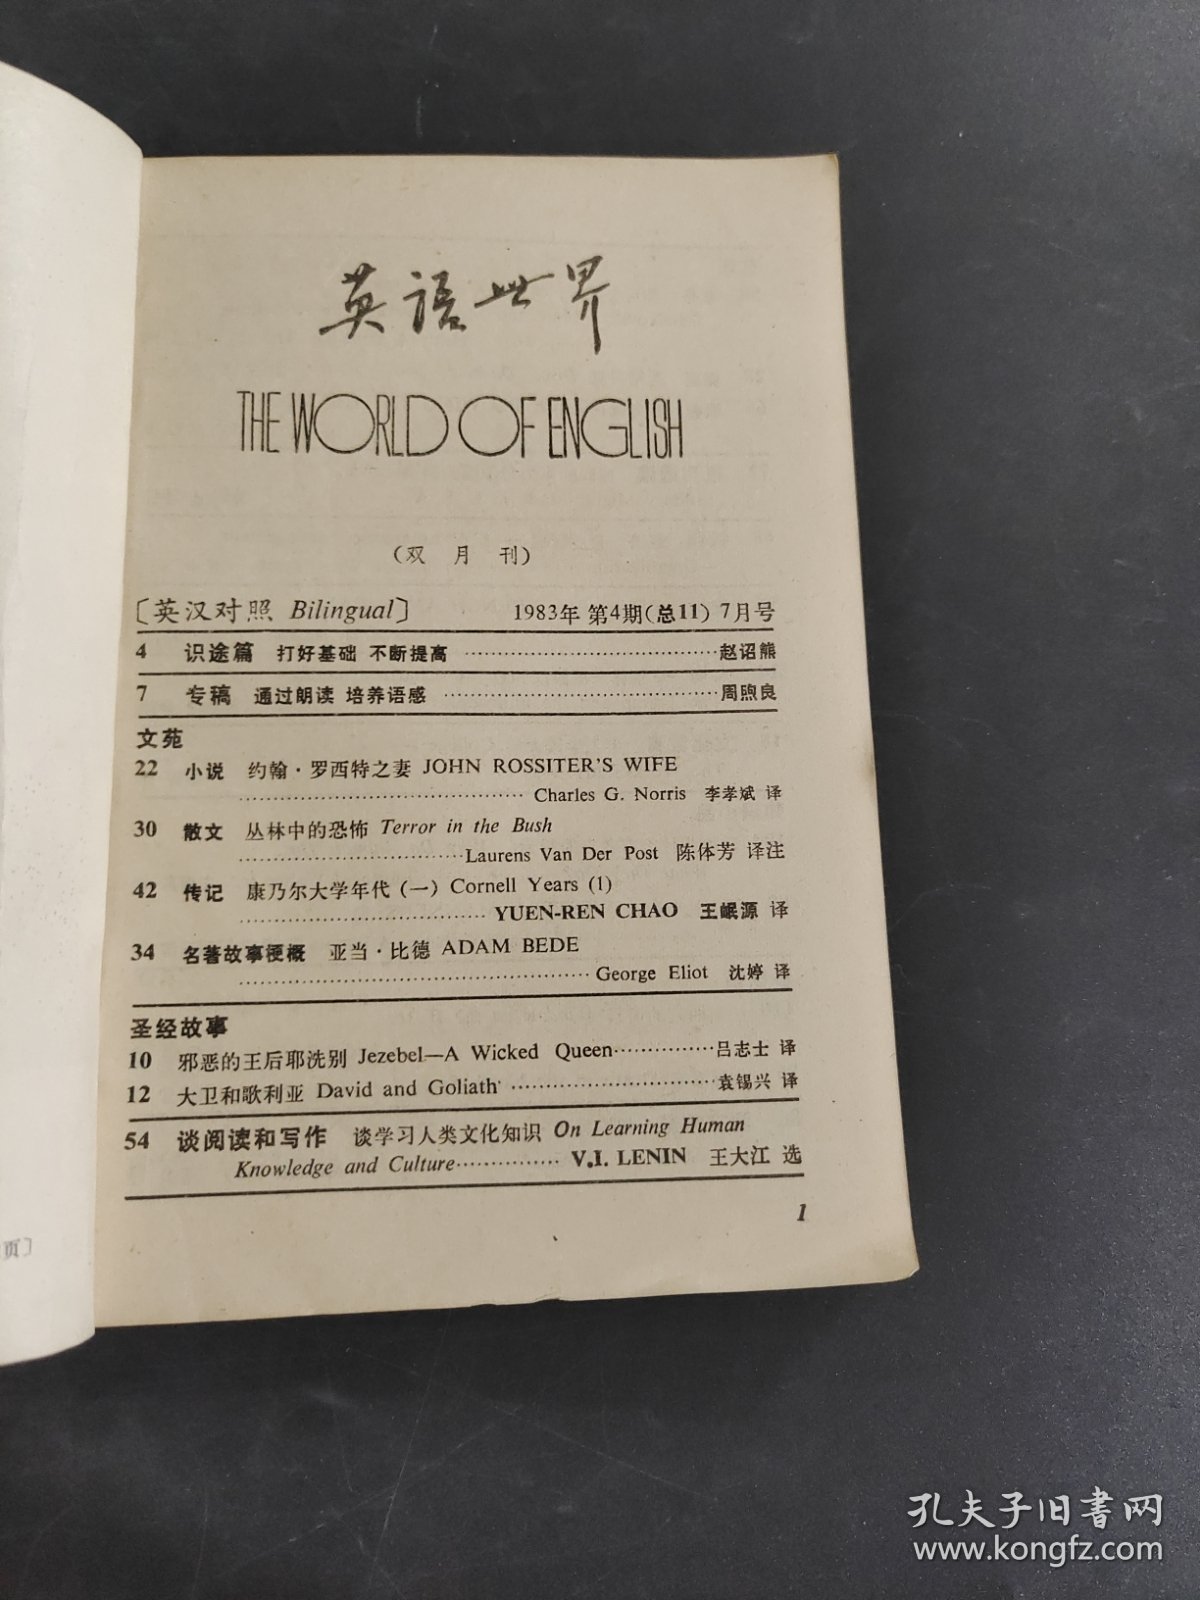 英語世界
THE WORLD OF ENGLISH
(双 月 刊)
〔英汉对照 Bilingual〕 1983年 第4期(总11) 7月号
4 识途篇 打好基础 不断提高 ……………………………… 赵诏熊
7 专稿 通过朗读 培养语感 ……………………………… 周煦良
文苑
22 小说 约翰·罗西特之妻 JOHN ROSSITER'S WIFE
……………………………… Charles G. Norris 李孝斌 译
30 散文 丛林中的恐怖 Terror in the Bush
……………………… Laurens Van Der Post 陈体芳 译注
42 传记 康乃尔大学年代(一) Cornell Years (1)
………………………… YUEN-REN CHAO 王岷源 译
34 名著故事梗概 亚当·比德 ADAM BEDE
……………………………………… George Eliot 沈婷 译
圣经故事
10 邪恶的王后耶洗别 Jezebel—A Wicked Queen …………… 吕志士 译
12 大卫和歌利亚 David and Goliath ………………………… 袁锡兴 译
54 谈阅读和写作 谈学习人类文化知识 On Learning Human
Knowledge and Culture …………… V.I. LENIN 王大江 选
1
页〕
孔夫子旧书网
www.kongfz.com